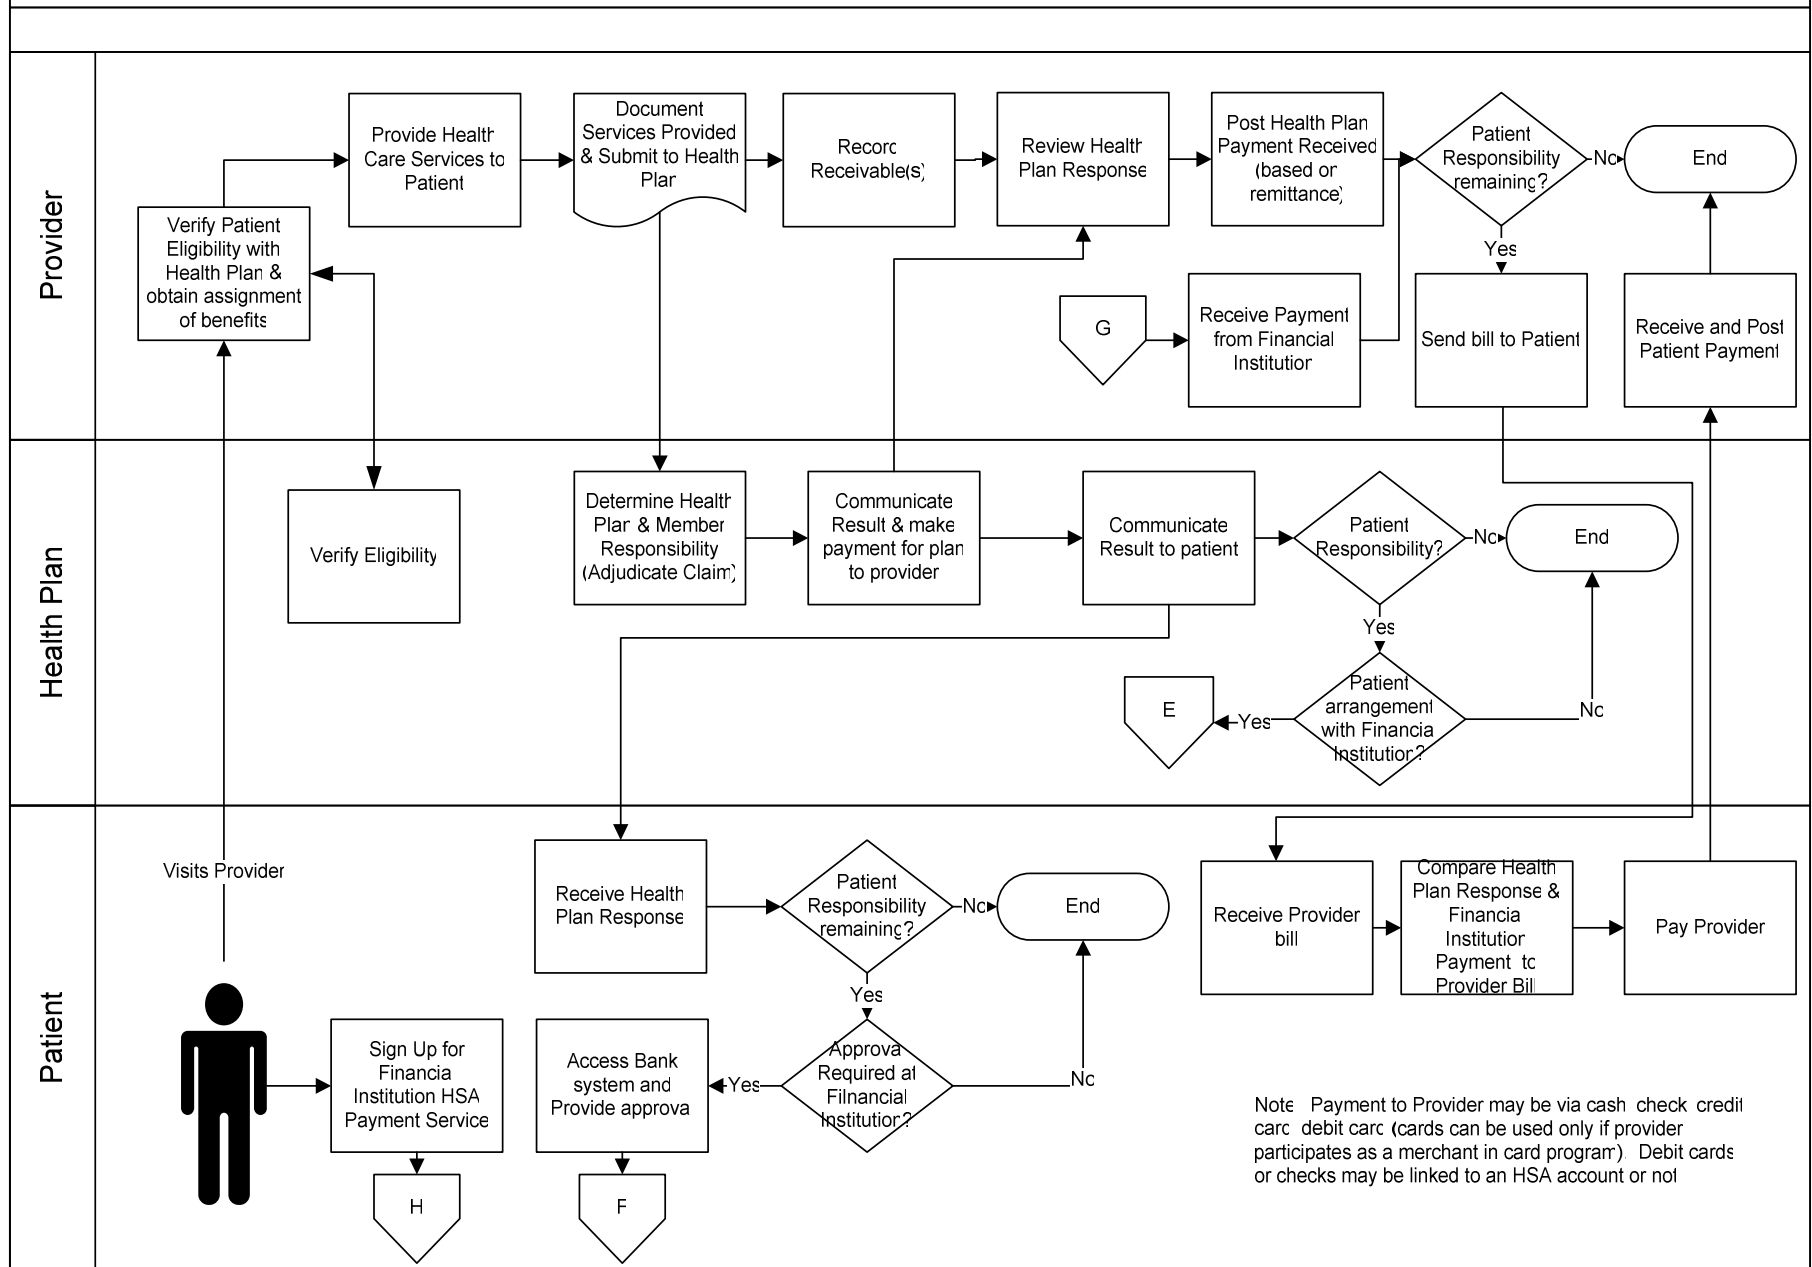 Provider
Provide Health
Care Services to
Patient
Document
Services Provided
& Submit to Health
Plan
Record
Receivable(s)
Review Health
Plan Response
Post Health Plan
Payment Received
(based on
remittance)
Patient
Responsibility
remaining?
No
End
Yes
Verify Patient
Eligibility with
Health Plan &
obtain assignment
of benefits
G
Receive Payment
from Financial
Institution
Send bill to Patient
Receive and Post
Patient Payment
Health Plan
Verify Eligibility
Determine Health
Plan & Member
Responsibility
(Adjudicate Claim)
Communicate
Result & make
payment for plan
to provider
Communicate
Result to patient
Patient
Responsibility?
No
End
Yes
Patient
arrangement
with Financia
Institution?
Yes
E
No
Patient
Visits Provider
Receive Health
Plan Response
Patient
Responsibility
remaining?
No
End
Yes
Receive Provider
bill
Compare Health
Plan Response &
Financia
Institution
Payment to
Provider Bill
Pay Provider
Sign Up for
Financia
Institution HSA
Payment Service
H
Access Bank
system and
Provide approva
F
Yes
Approva
Required at
Filnancial
Institution?
No
Note Payment to Provider may be via cash check credit
card debit card (cards can be used only if provider
participates as a merchant in card program). Debit cards
or checks may be linked to an HSA account or not